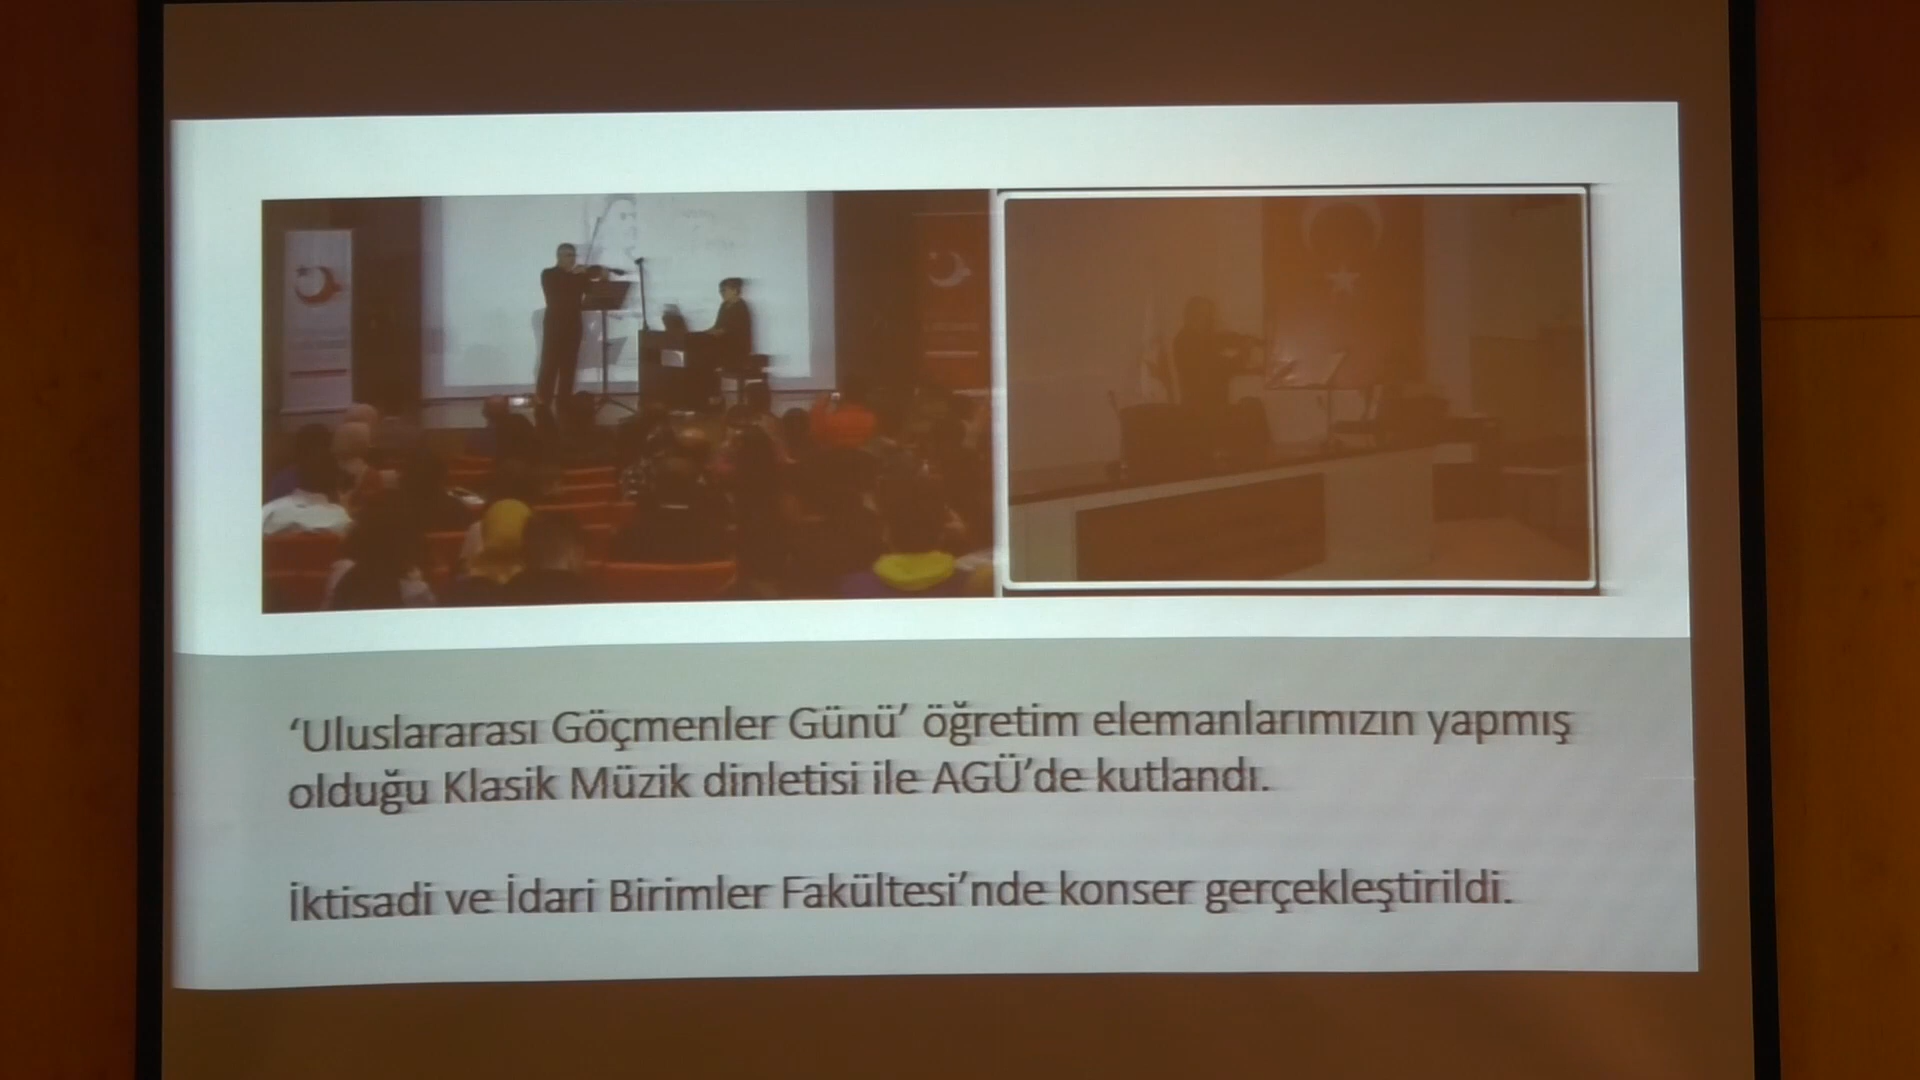 ‘Uluslararası Göçmenler Günü’ öğretim elemanlarımızın yapmış
olduğu Klasik Müzik dinletisi ile AGÜ’de kutlandı.
İktisadi ve İdari Birimler Fakültesi’nde konser gerçekleştirildi.